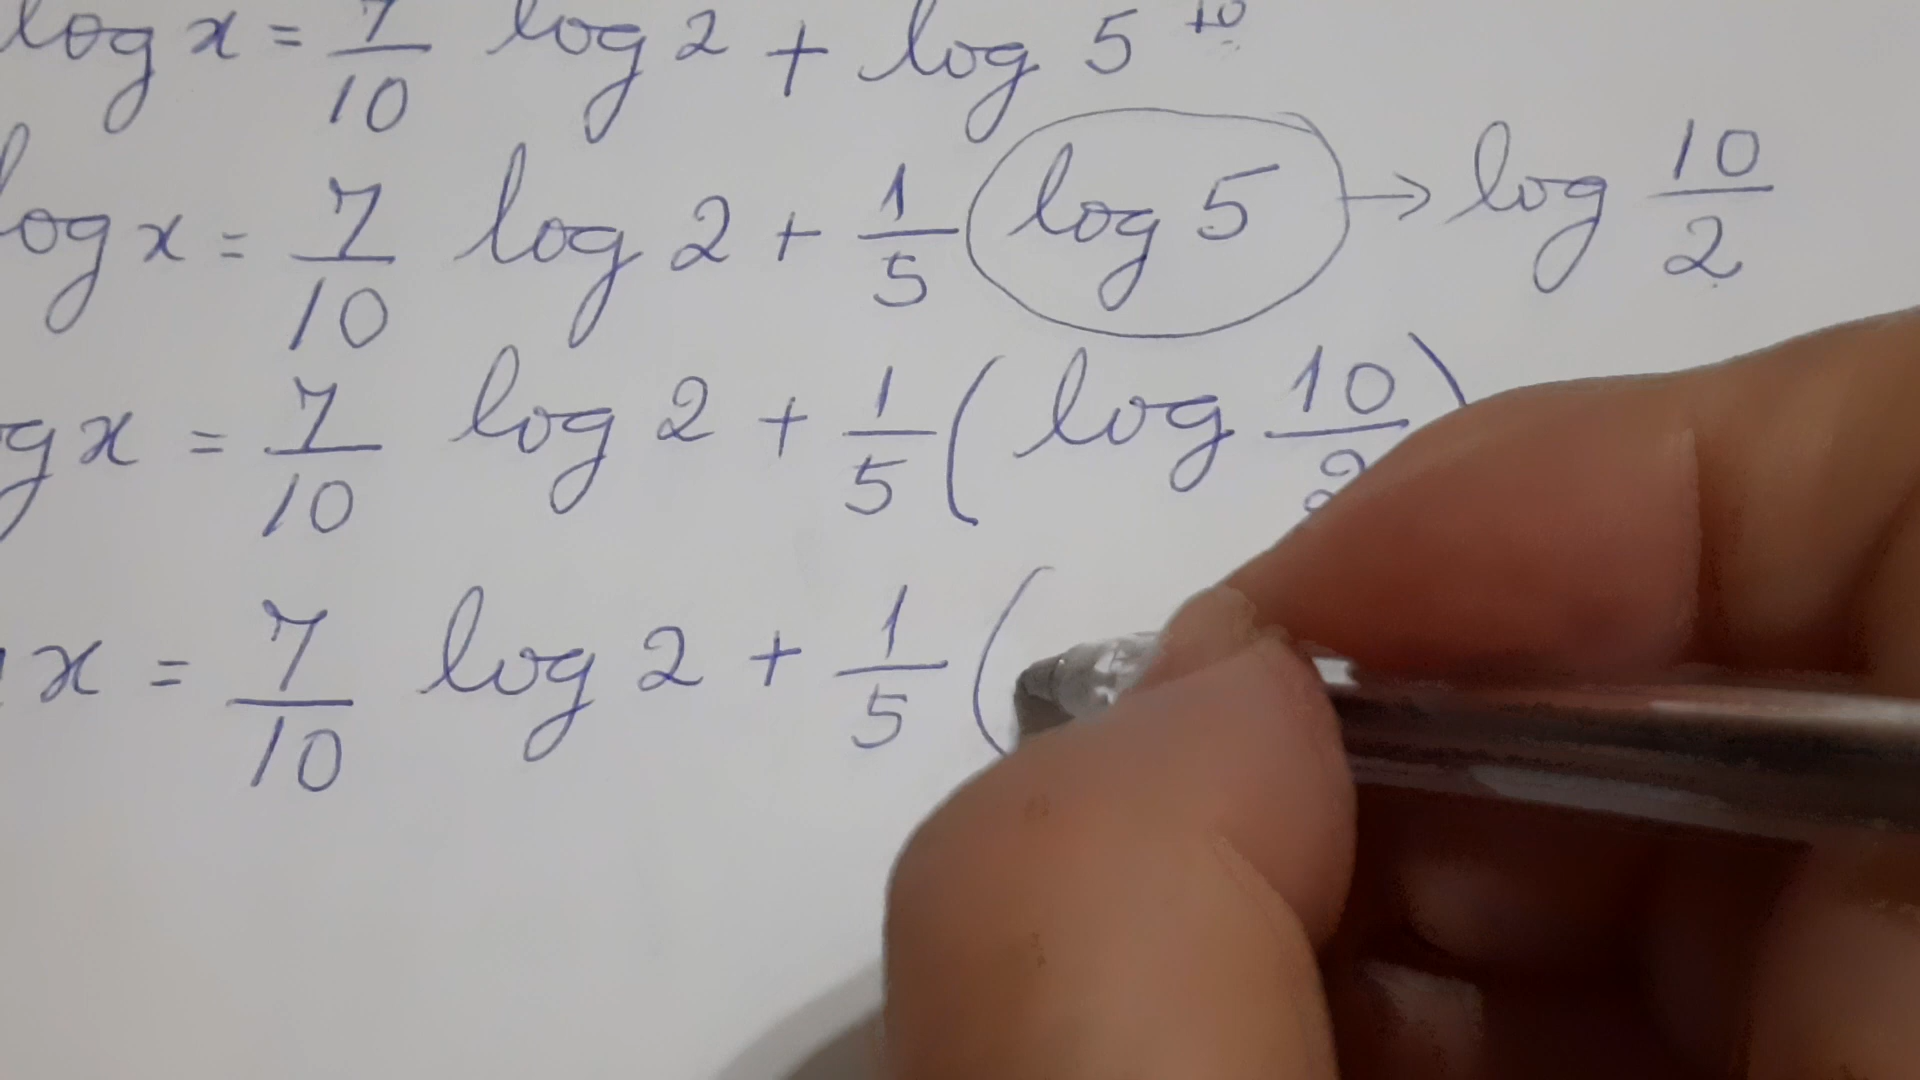 log x = 7/10 log 2 + log 5
log x = 7/10 log 2 + 1/5 log 5 → log 10/2
g x = 7/10 log 2 + 1/5 ( log 10/2 )
x = 7/10 log 2 + 1/5 (